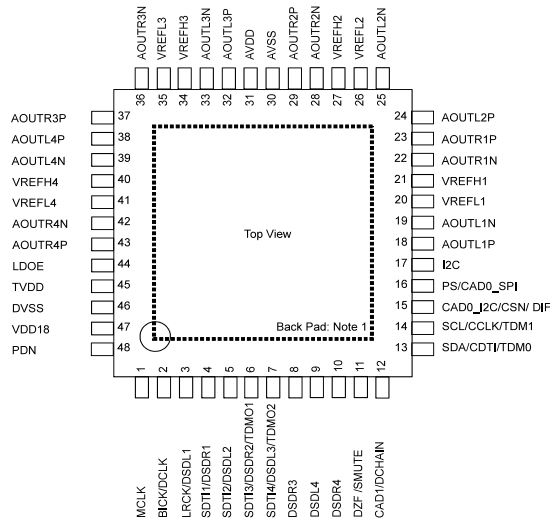 AOUTR3N
VREFL3
VREFH3
AOUTL3N
AOUTL3P
AVDD
AVSS
AOUTR2P
AOUTR2N
VREFH2
VREFL2
AOUTL2N
36
35
34
33
32
31
30
29
28
27
26
25
AOUTR3P 37
AOUTL4P 38
AOUTL4N 39
VREFH4 40
VREFL4 41
AOUTR4N 42
AOUTR4P 43
LDOE 44
TVDD 45
DVSS 46
VDD18 47
PDN 48
Top View
Back Pad: Note 1
24 AOUTL2P
23 AOUTR1P
22 AOUTR1N
21 VREFH1
20 VREFL1
19 AOUTL1N
18 AOUTL1P
17 I2C
16 PS/CAD0_SPI
15 CAD0_I2C/CSN/ DIF
14 SCL/CCLK/TDM1
13 SDA/CDTI/TDM0
1
2
3
4
5
6
7
8
9
10
11
12
MCLK
BICK/DCLK
LRCK/DSDL1
SDTI1/DSDR1
SDTI2/DSDL2
SDTI3/DSDR2/TDMO1
SDTI4/DSDL3/TDMO2
DSDR3
DSDL4
DSDR4
DZF /SMUTE
CAD1/DCHAIN